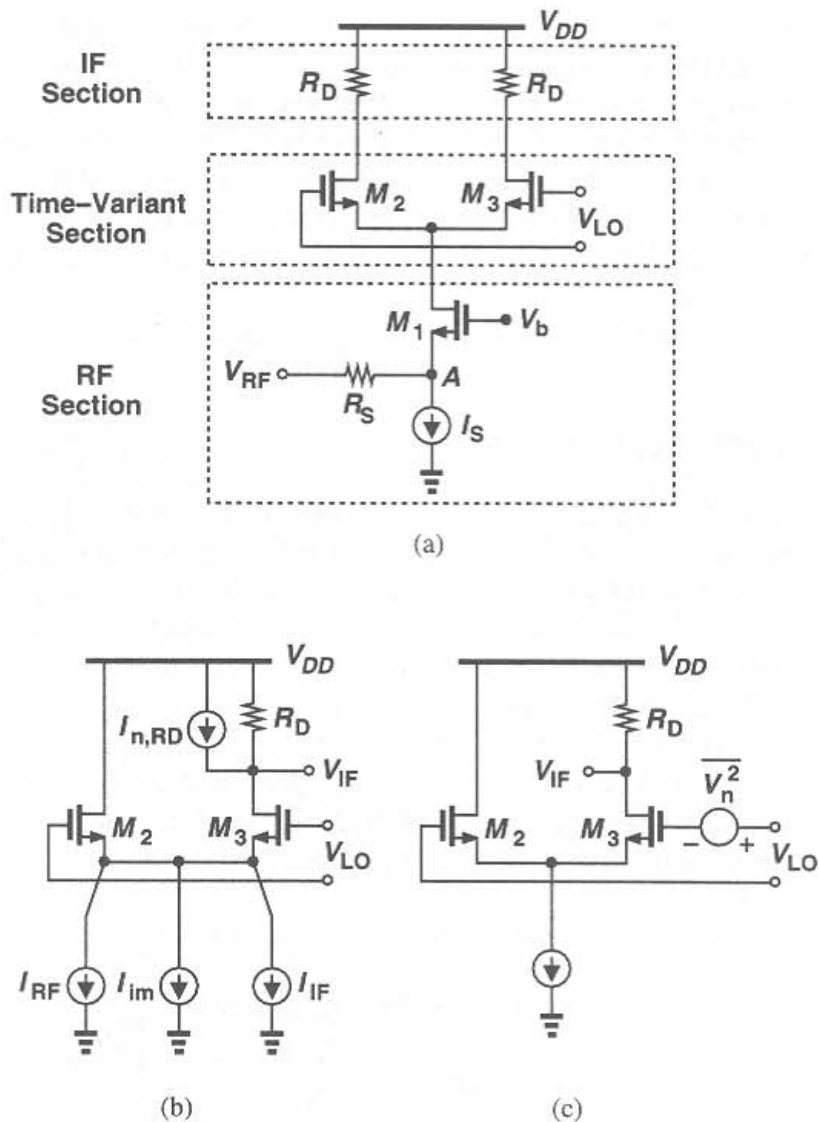 V_DD
IF
Section
R_D
R_D
Time–Variant
Section
M_2
M_3
V_LO
RF
Section
M_1
V_b
V_RF
R_S
A
I_S
(a)
V_DD
I_n,RD
R_D
V_IF
M_2
M_3
V_LO
I_RF
I_im
I_IF
(b)
V_DD
R_D
V_IF
V_n^2
M_2
M_3
− +
V_LO
(c)